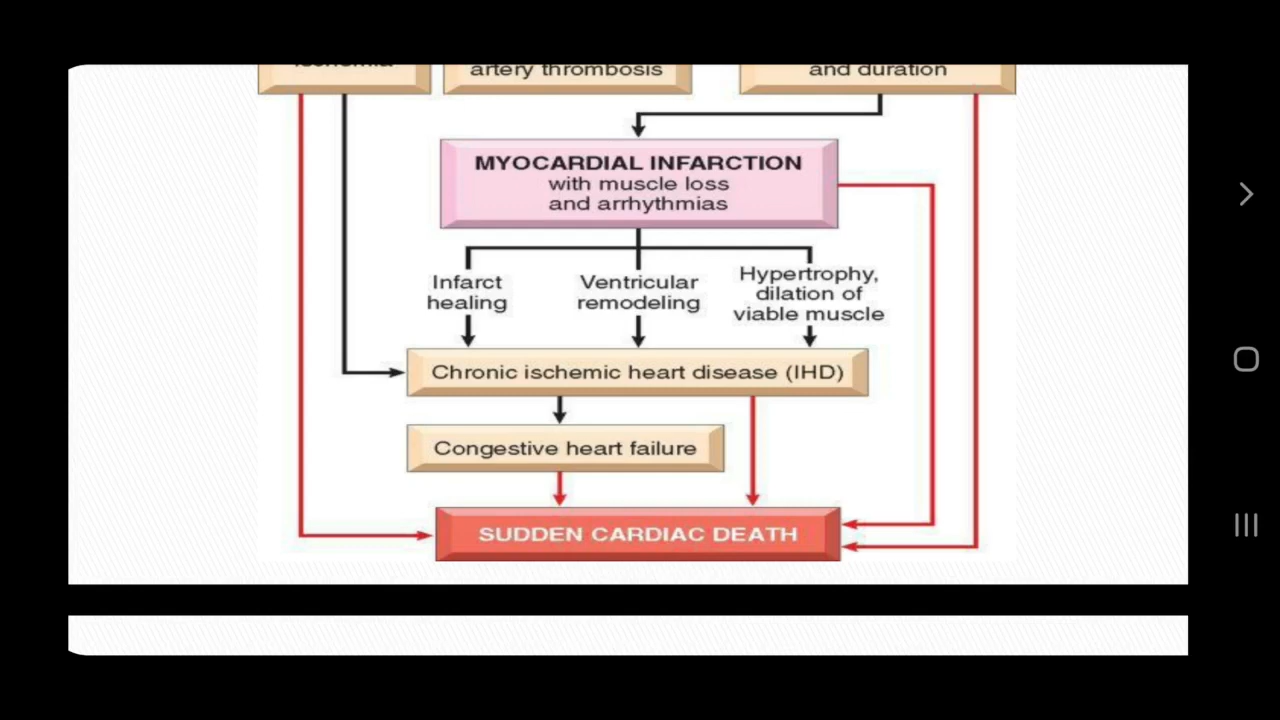 artery thrombosis
and duration
MYOCARDIAL INFARCTION
with muscle loss
and arrhythmias
Infarct
healing
Ventricular
remodeling
Hypertrophy,
dilation of
viable muscle
Chronic ischemic heart disease (IHD)
Congestive heart failure
SUDDEN CARDIAC DEATH